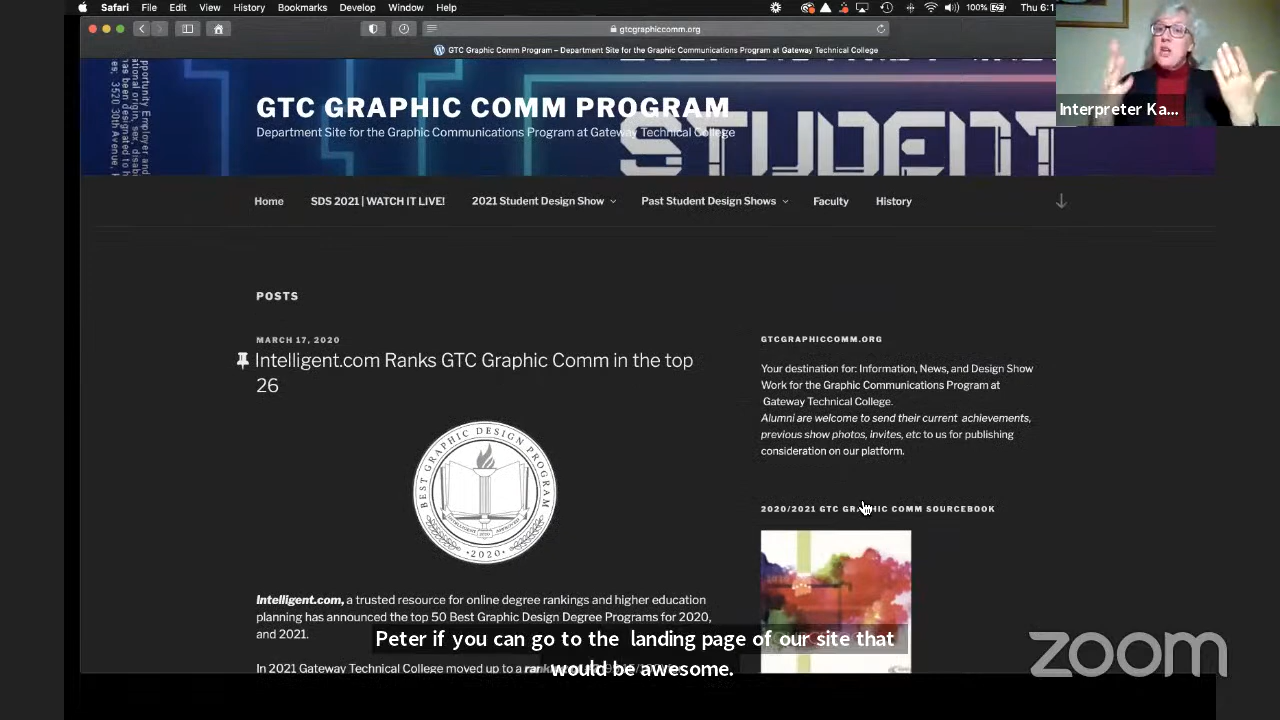 Safari File Edit View History Bookmarks Develop Window Help
100%
Thu 6:1
gtcgraphiccomm.org
GTC Graphic Comm Program – Department Site for the Graphic Communications Program at Gateway Technical College
Interpreter Ka...
GTC GRAPHIC COMM PROGRAM
Department Site for the Graphic Communications Program at Gateway Technical College
STUDENT
Home SDS 2021 | WATCH IT LIVE! 2021 Student Design Show Past Student Design Shows Faculty History
POSTS
MARCH 17, 2020
Intelligent.com Ranks GTC Graphic Comm in the top
26
BEST GRAPHIC DESIGN PROGRAM
INTELLIGENT APPROVED
2020
Intelligent.com, a trusted resource for online degree rankings and higher education
planning has announced the top 50 Best Graphic Design Degree Programs for 2020,
and 2021.
In 2021 Gateway Technical College moved up to a
GTCGRAPHICCOMM.ORG
Your destination for: Information, News, and Design Show
Work for the Graphic Communications Program at
Gateway Technical College.
Alumni are welcome to send their current achievements,
previous show photos, invites, etc to us for publishing
consideration on our platform.
2020/2021 GTC GRAPHIC COMM SOURCEBOOK
Peter if you can go to the landing page of our site that
would be awesome.
zoom